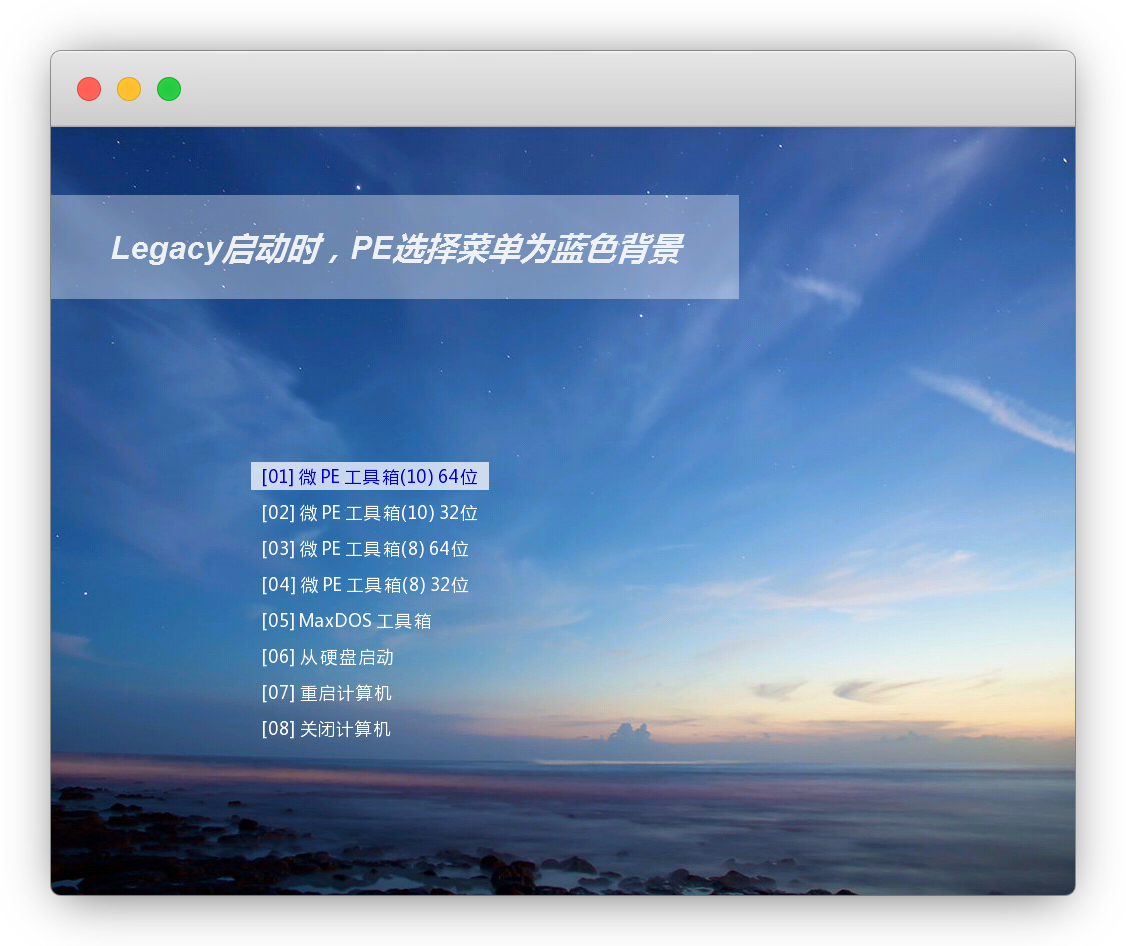 Legacy启动时，PE选择菜单为蓝色背景
[01] 微 PE 工具箱(10) 64位
[02] 微 PE 工具箱(10) 32位
[03] 微 PE 工具箱(8) 64位
[04] 微 PE 工具箱(8) 32位
[05] MaxDOS 工具箱
[06] 从硬盘启动
[07] 重启计算机
[08] 关闭计算机